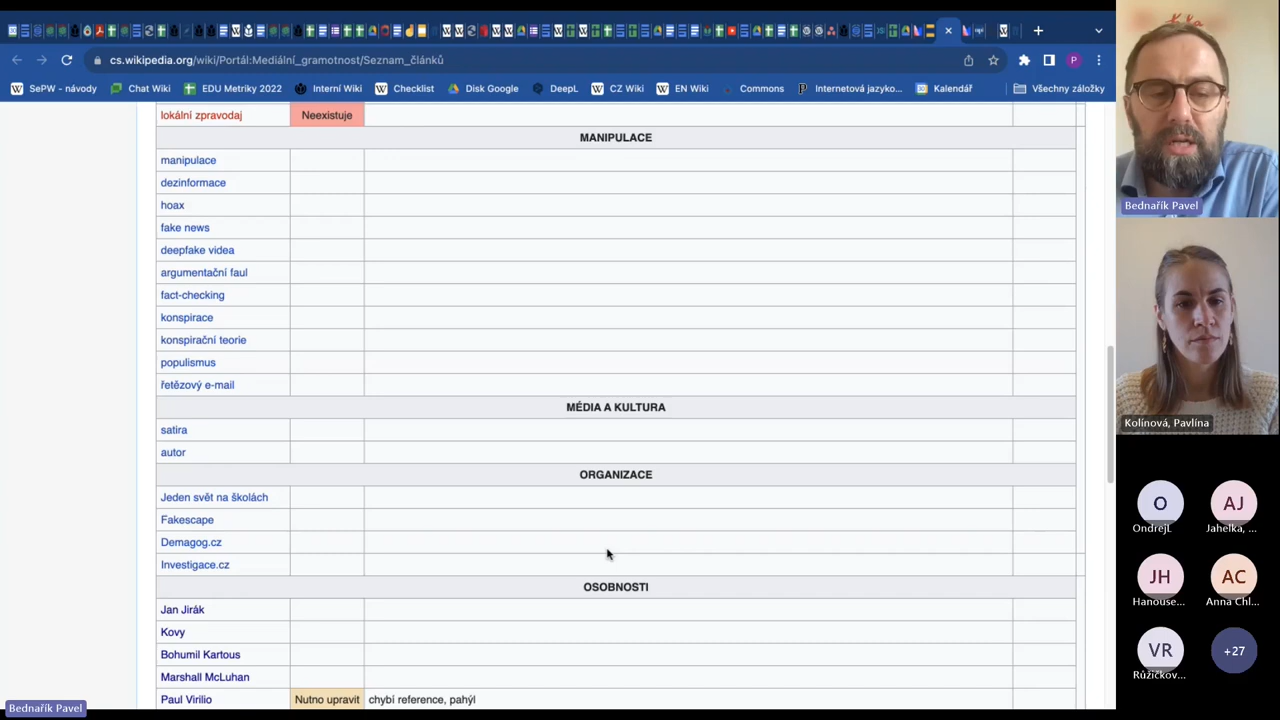 cs.wikipedia.org/wiki/Portál:Mediální_gramotnost/Seznam_článků
P
SePW - návody
Chat Wiki
EDU Metriky 2022
Interní Wiki
Checklist
Disk Google
DeepL
CZ Wiki
EN Wiki
Commons
Internetová jazyko...
Kalendář
Všechny záložky
lokální zpravodaj Neexistuje
MANIPULACE
manipulace
dezinformace
hoax
fake news
deepfake videa
argumentační faul
fact-checking
konspirace
konspirační teorie
populismus
řetězový e-mail
MÉDIA A KULTURA
satira
autor
ORGANIZACE
Jeden svět na školách
Fakescape
Demagog.cz
Investigace.cz
OSOBNOSTI
Jan Jirák
Kovy
Bohumil Kartous
Marshall McLuhan
Paul Virilio Nutno upravit chybí reference, pahýl
Bednařík Pavel
Bednařík Pavel
Kolínová, Pavlína
O
OndrejL
AJ
Jahelka, ...
JH
Hanouse...
AC
Anna Chl...
VR
Růžičkov...
+27